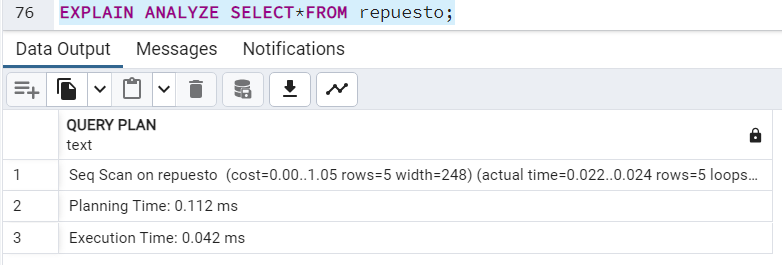 76 EXPLAIN ANALYZE SELECT*FROM repuesto;
Data Output Messages Notifications
QUERY PLAN
text
1 Seq Scan on repuesto (cost=0.00..1.05 rows=5 width=248) (actual time=0.022..0.024 rows=5 loops...
2 Planning Time: 0.112 ms
3 Execution Time: 0.042 ms